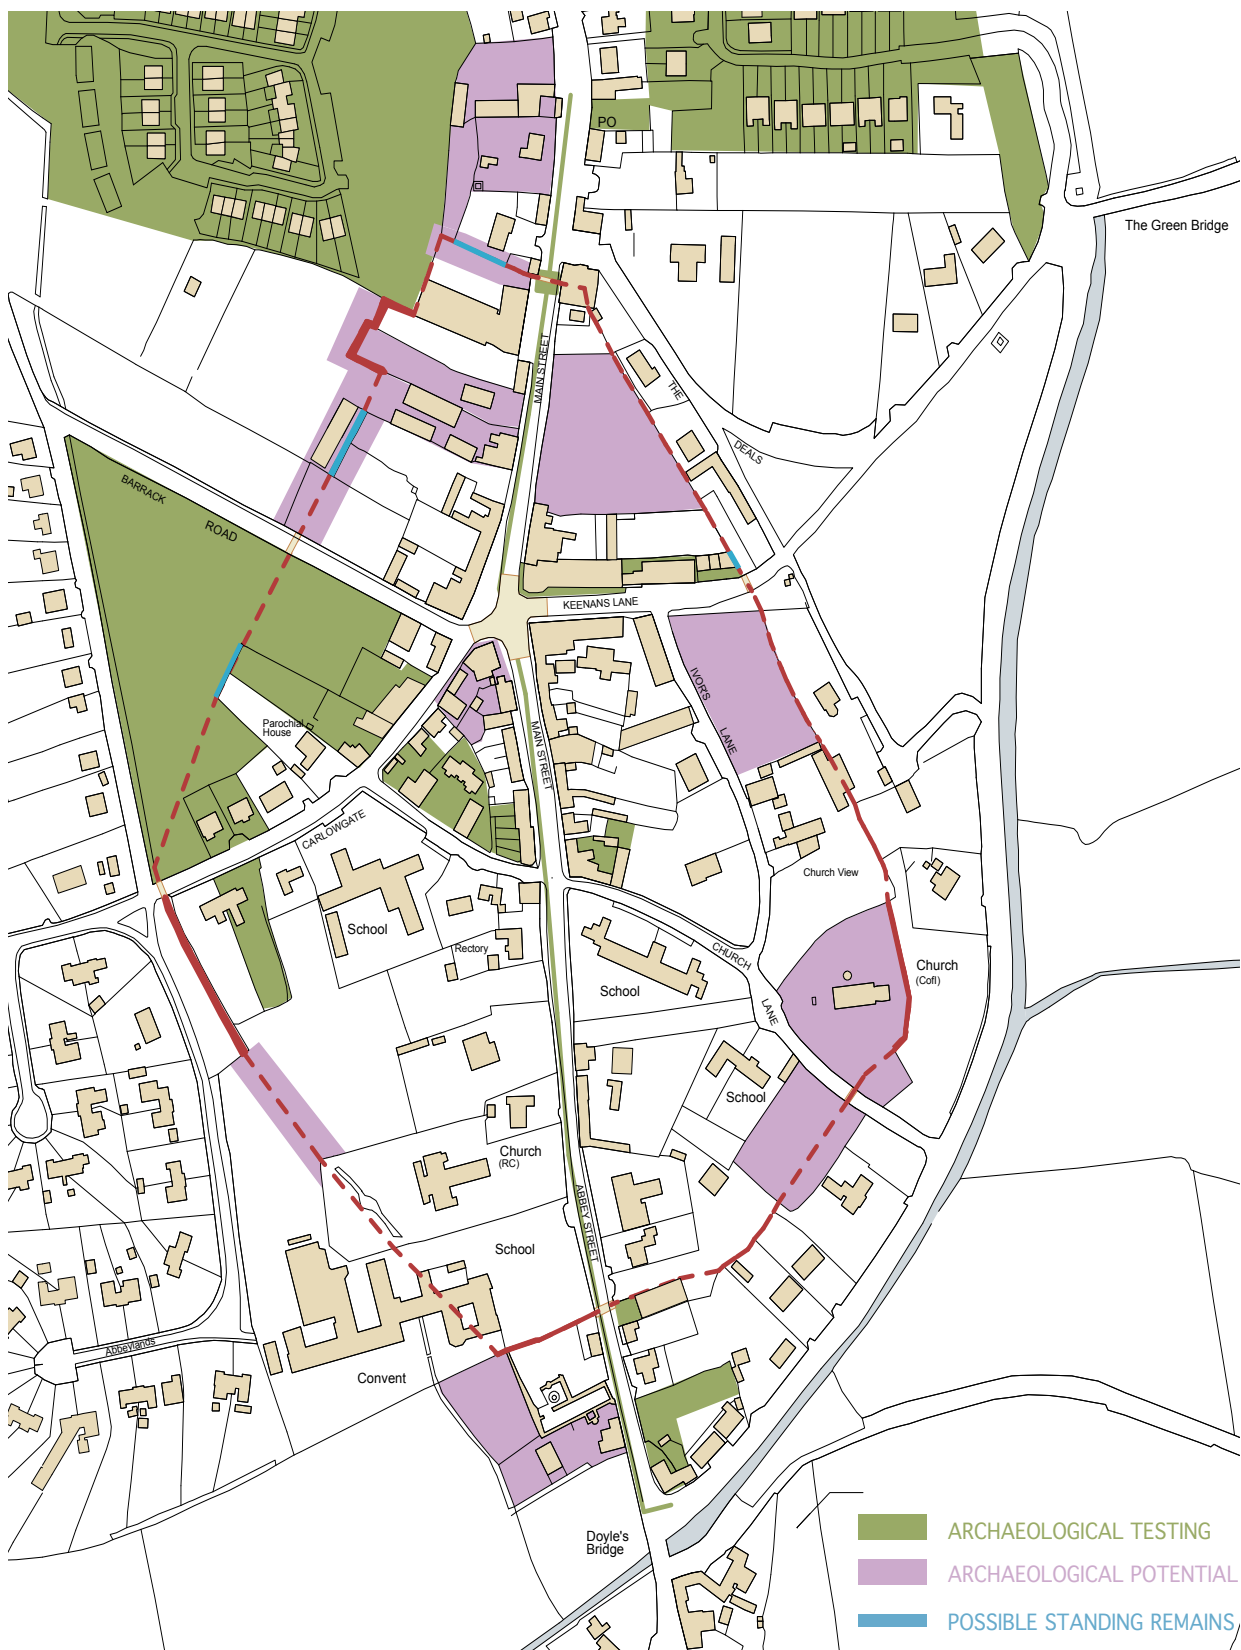 PO
The Green Bridge
MAIN STREET
THE
DEALS
BARRACK
ROAD
KEENANS LANE
IVOR'S
LANE
Parochial
House
MAIN STREET
CARLOWGATE
Church View
School
Rectory
CHURCH
LANE
School
Church
(CofI)
School
Church
(RC)
ABBEY STREET
School
Abbeylands
Convent
Doyle's
Bridge
ARCHAEOLOGICAL TESTING
ARCHAEOLOGICAL POTENTIAL
POSSIBLE STANDING REMAINS